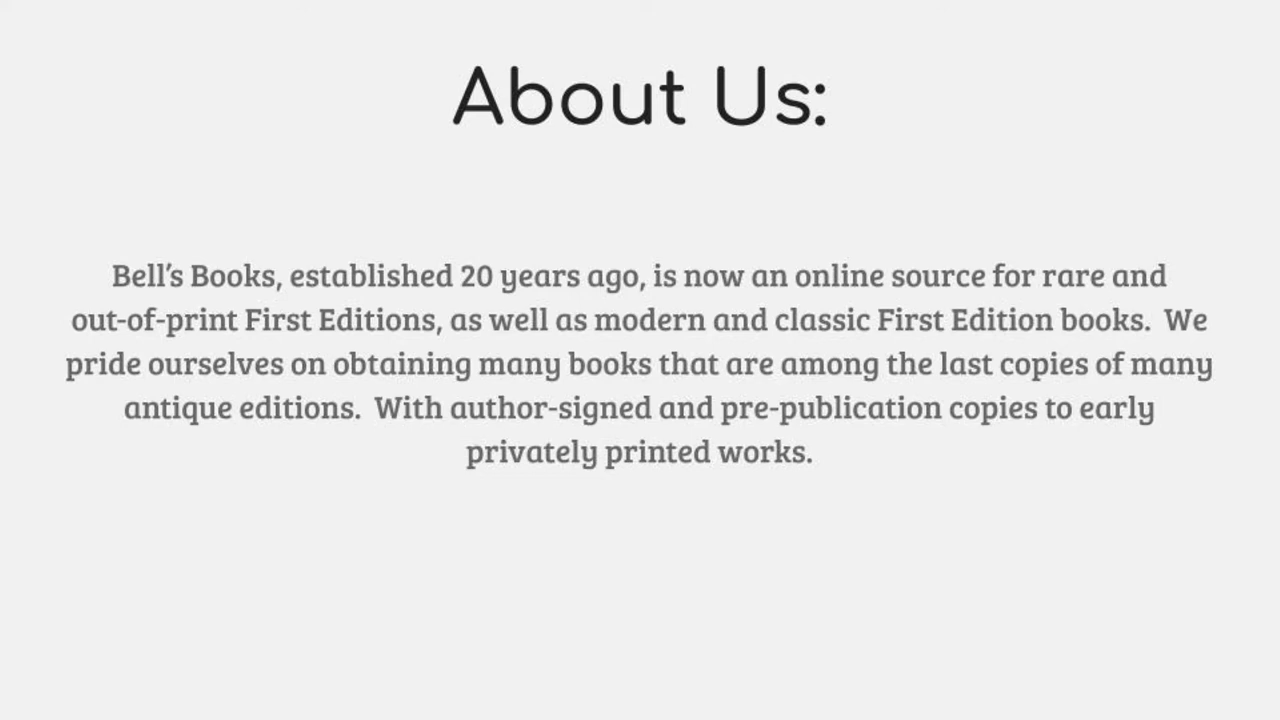 About Us:
Bell's Books, established 20 years ago, is now an online source for rare and
out-of-print First Editions, as well as modern and classic First Edition books.  We
pride ourselves on obtaining many books that are among the last copies of many
antique editions.  With author-signed and pre-publication copies to early
privately printed works.